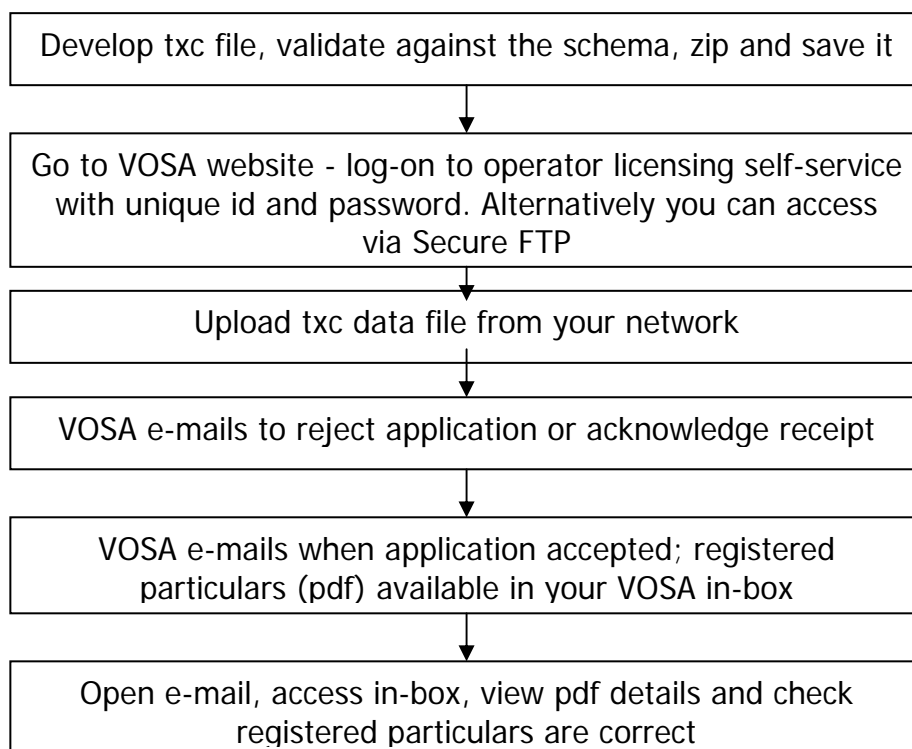 Develop txc file, validate against the schema, zip and save it
Go to VOSA website - log-on to operator licensing self-service
with unique id and password. Alternatively you can access
via Secure FTP
Upload txc data file from your network
VOSA e-mails to reject application or acknowledge receipt
VOSA e-mails when application accepted; registered
particulars (pdf) available in your VOSA in-box
Open e-mail, access in-box, view pdf details and check
registered particulars are correct